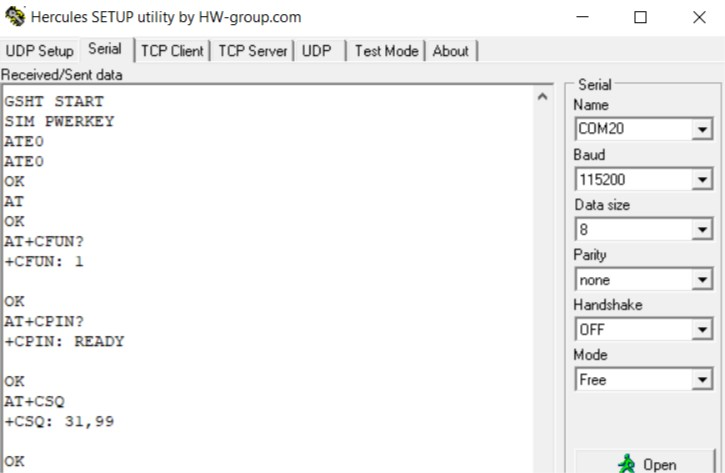 Hercules SETUP utility by HW-group.com
UDP Setup Serial TCP Client TCP Server UDP Test Mode About
Received/Sent data
GSHT START
SIM PWERKEY
ATE0
ATE0
OK
AT
OK
AT+CFUN?
+CFUN: 1
OK
AT+CPIN?
+CPIN: READY
OK
AT+CSQ
+CSQ: 31,99
OK
Serial
Name
COM20
Baud
115200
Data size
8
Parity
none
Handshake
OFF
Mode
Free
Open